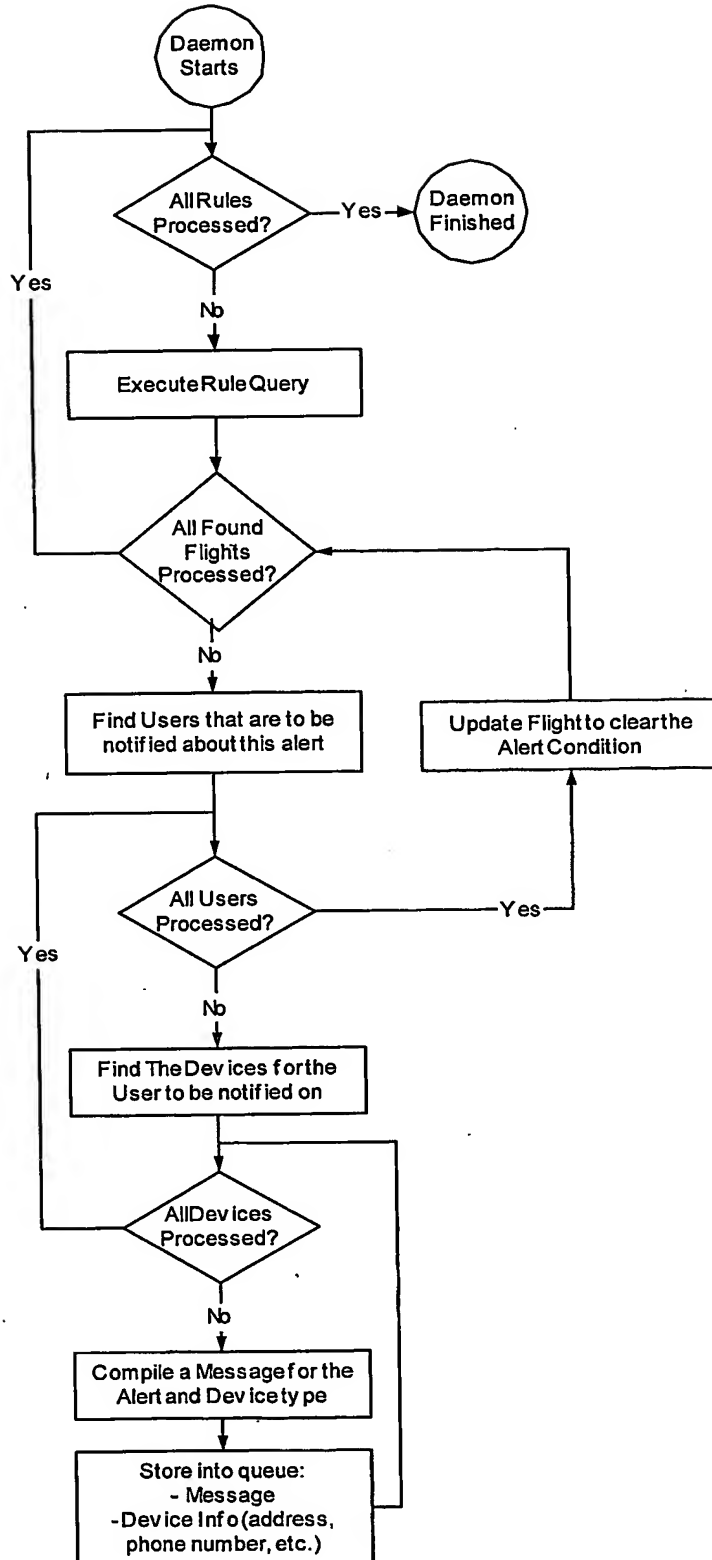 Daemon
Starts
All Rules
Processed?
Yes
Daemon
Finished
Yes
No
Execute Rule Query
All Found
Flights
Processed?
No
Find Users that are to be
notified about this alert
Update Flight to clear the
Alert Condition
All Users
Processed?
Yes
Yes
No
Find The Devices for the
User to be notified on
All Devices
Processed?
No
Compile a Message for the
Alert and Device type
Store into queue:
- Message
-Device Info (address,
phone number, etc.)